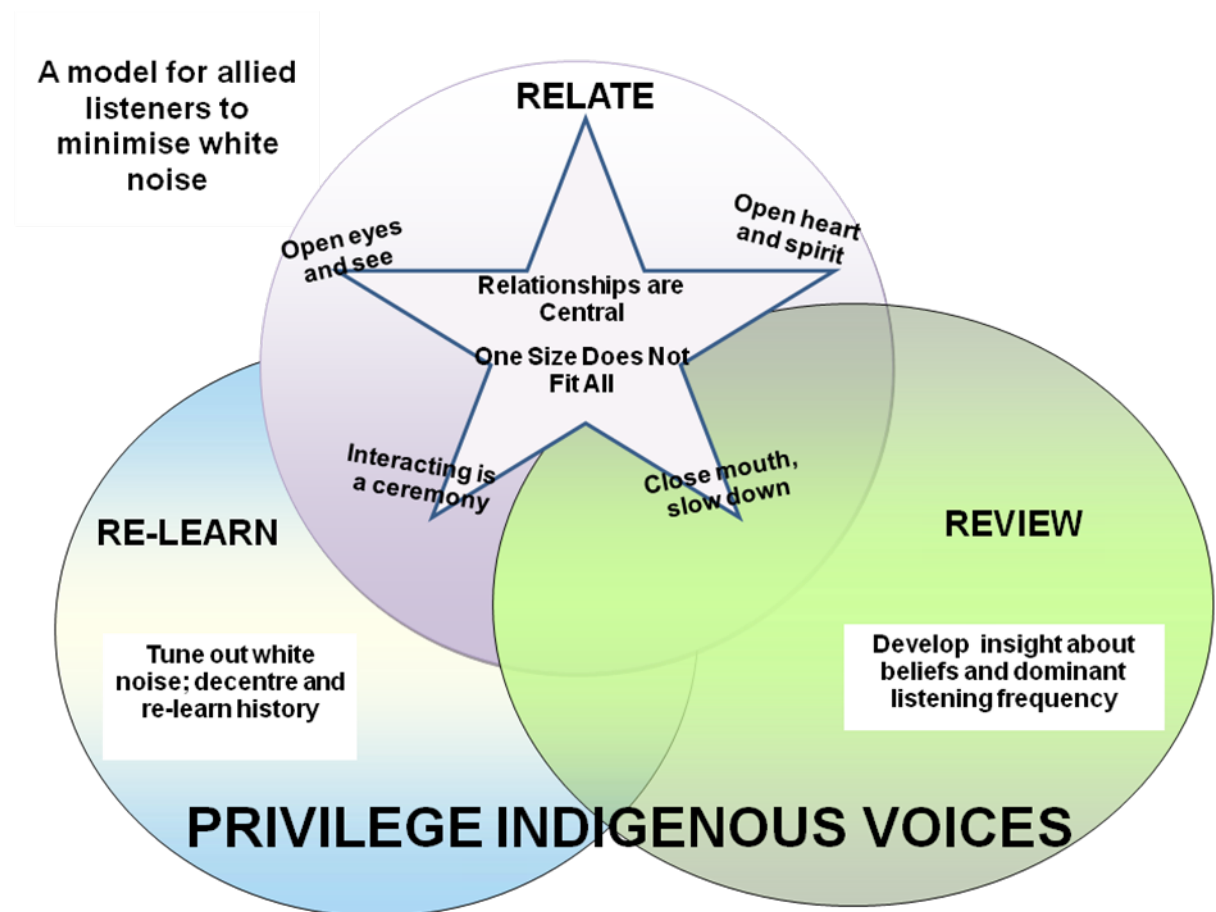 A model for allied
listeners to
minimise white
noise
RELATE
Open eyes
and see
Open heart
and spirit
Relationships are
Central
One Size Does Not
Fit All
Interacting is
a ceremony
Close mouth,
slow down
RE-LEARN
Tune out white
noise; decentre and
re-learn history
REVIEW
Develop insight about
beliefs and dominant
listening frequency
PRIVILEGE INDIGENOUS VOICES